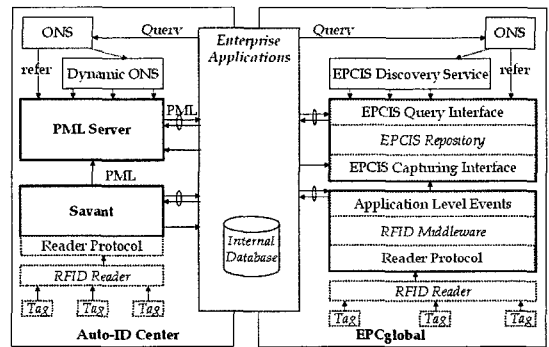 ONS
Query
refer
Dynamic ONS
PML
PML Server
PML
Savant
Reader Protocol
RFID Reader
Tag
Tag
Tag
Auto-ID Center
Enterprise
Applications
Internal
Database
Query
ONS
refer
EPCIS Discovery Service
EPCIS Query Interface
EPCIS Repository
EPCIS Capturing Interface
Application Level Events
RFID Middleware
Reader Protocol
RFID Reader
Tag
Tag
Tag
EPCglobal